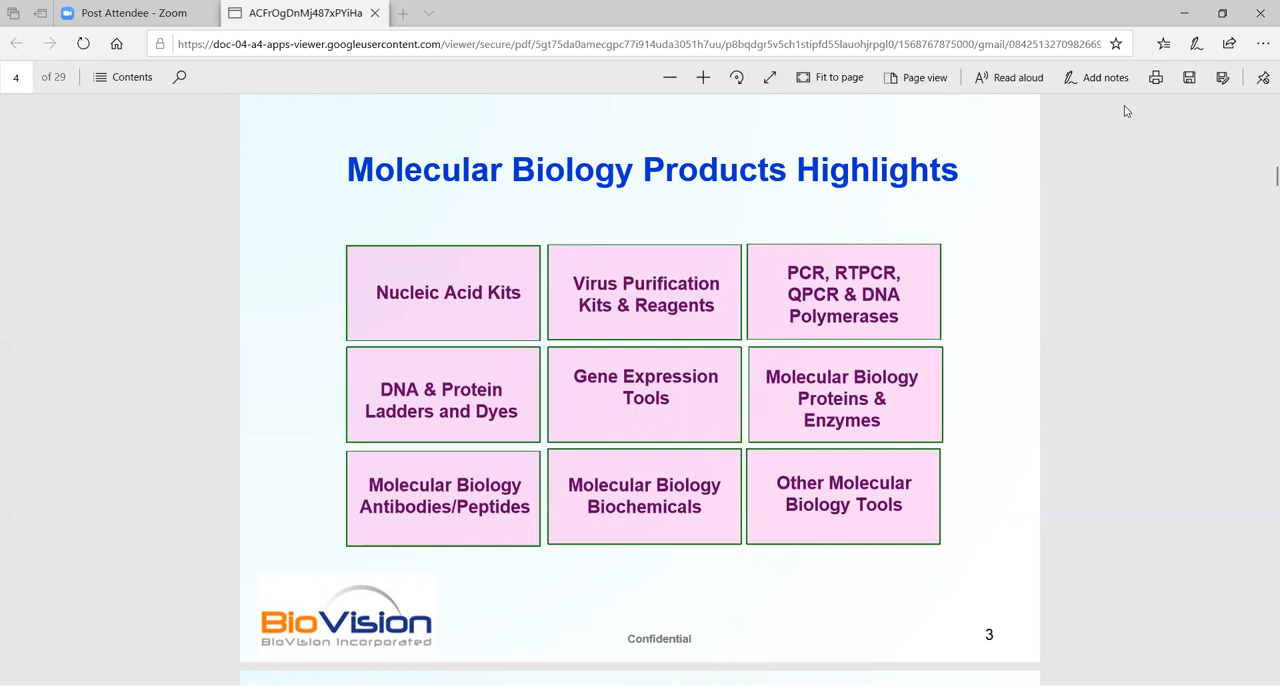 Post Attendee - Zoom
ACFrOgDnMj487xPYiHa
https://doc-04-a4-apps-viewer.googleusercontent.com/viewer/secure/pdf/5gt75da0amecgpc77i914uda3051h7uu/p8bqdgr5v5ch1stipfd55lauohjrpgl0/1568767875000/gmail/0842513270982669
4 of 29
Contents
Fit to page
Page view
Read aloud
Add notes
Molecular Biology Products Highlights
Nucleic Acid Kits
Virus Purification
Kits & Reagents
PCR, RTPCR,
QPCR & DNA
Polymerases
DNA & Protein
Ladders and Dyes
Gene Expression
Tools
Molecular Biology
Proteins &
Enzymes
Molecular Biology
Antibodies/Peptides
Molecular Biology
Biochemicals
Other Molecular
Biology Tools
BioVision
BioVision Incorporated
Confidential
3